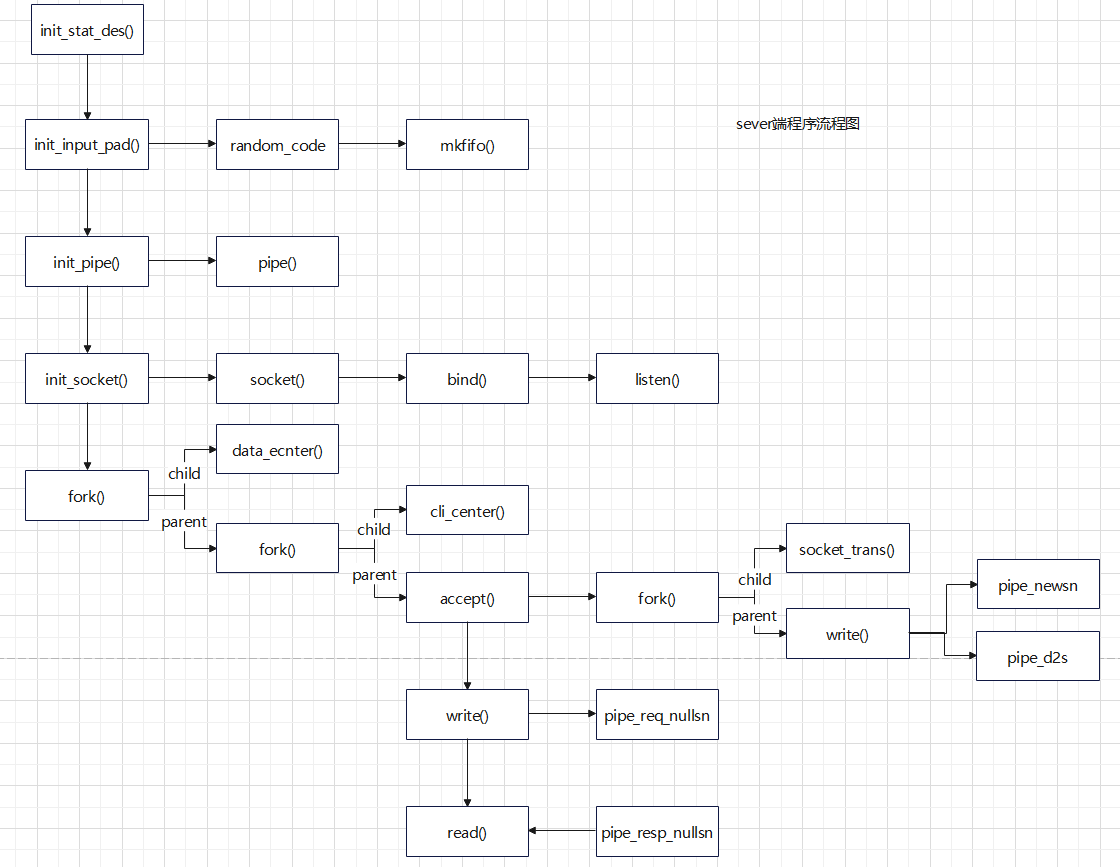 init_stat_des()
sever端程序流程图
init_input_pad()
random_code
mkfifo()
init_pipe()
pipe()
init_socket()
socket()
bind()
listen()
data_ecnter()
child
fork()
parent
cli_center()
child
fork()
parent
socket_trans()
child
accept()
fork()
parent
write()
pipe_newsn
pipe_d2s
write()
pipe_req_nullsn
read()
pipe_resp_nullsn